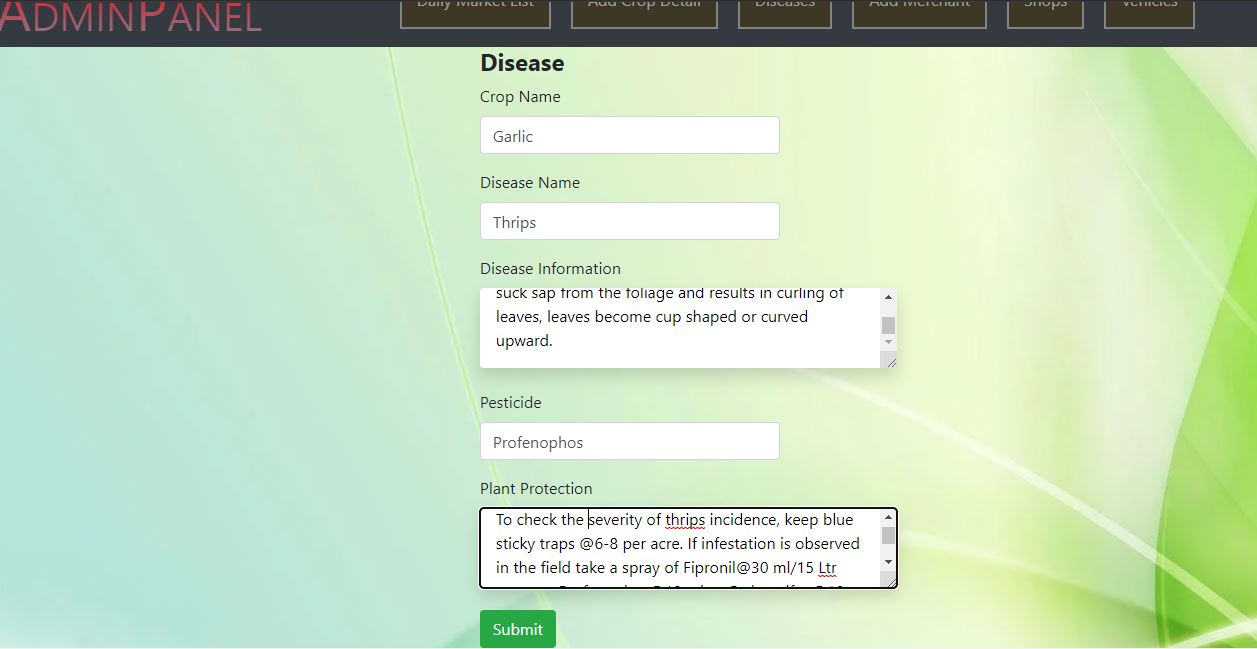 ADMINPANEL
Daily Market List
Add Crop Detail
Diseases
Add Merchant
Shops
Vehicles
Disease
Crop Name
Garlic
Disease Name
Thrips
Disease Information
suck sap from the foliage and results in curling of
leaves, leaves become cup shaped or curved
upward.
Pesticide
Profenophos
Plant Protection
To check the severity of thrips incidence, keep blue
sticky traps @6-8 per acre. If infestation is observed
in the field take a spray of Fipronil@30 ml/15 Ltr
Submit